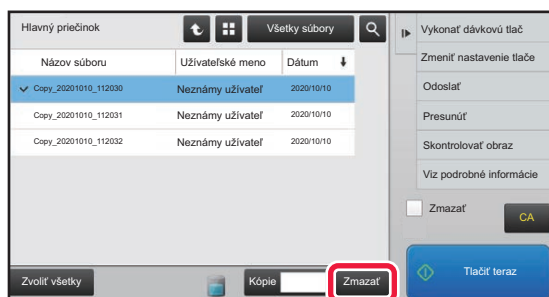 Hlavný priečinok
Všetky súbory
Názov súboru
Užívateľské meno
Dátum
Copy_20201010_112030
Neznámy užívateľ
2020/10/10
Copy_20201010_112031
Neznámy užívateľ
2020/10/10
Copy_20201010_112032
Neznámy užívateľ
2020/10/10
Zvoliť všetky
Kópie
Zmazať
Vykonať dávkovú tlač
Zmeniť nastavenie tlače
Odoslať
Presunúť
Skontrolovať obraz
Viz podrobné informácie
Zmazať
CA
Tlačiť teraz